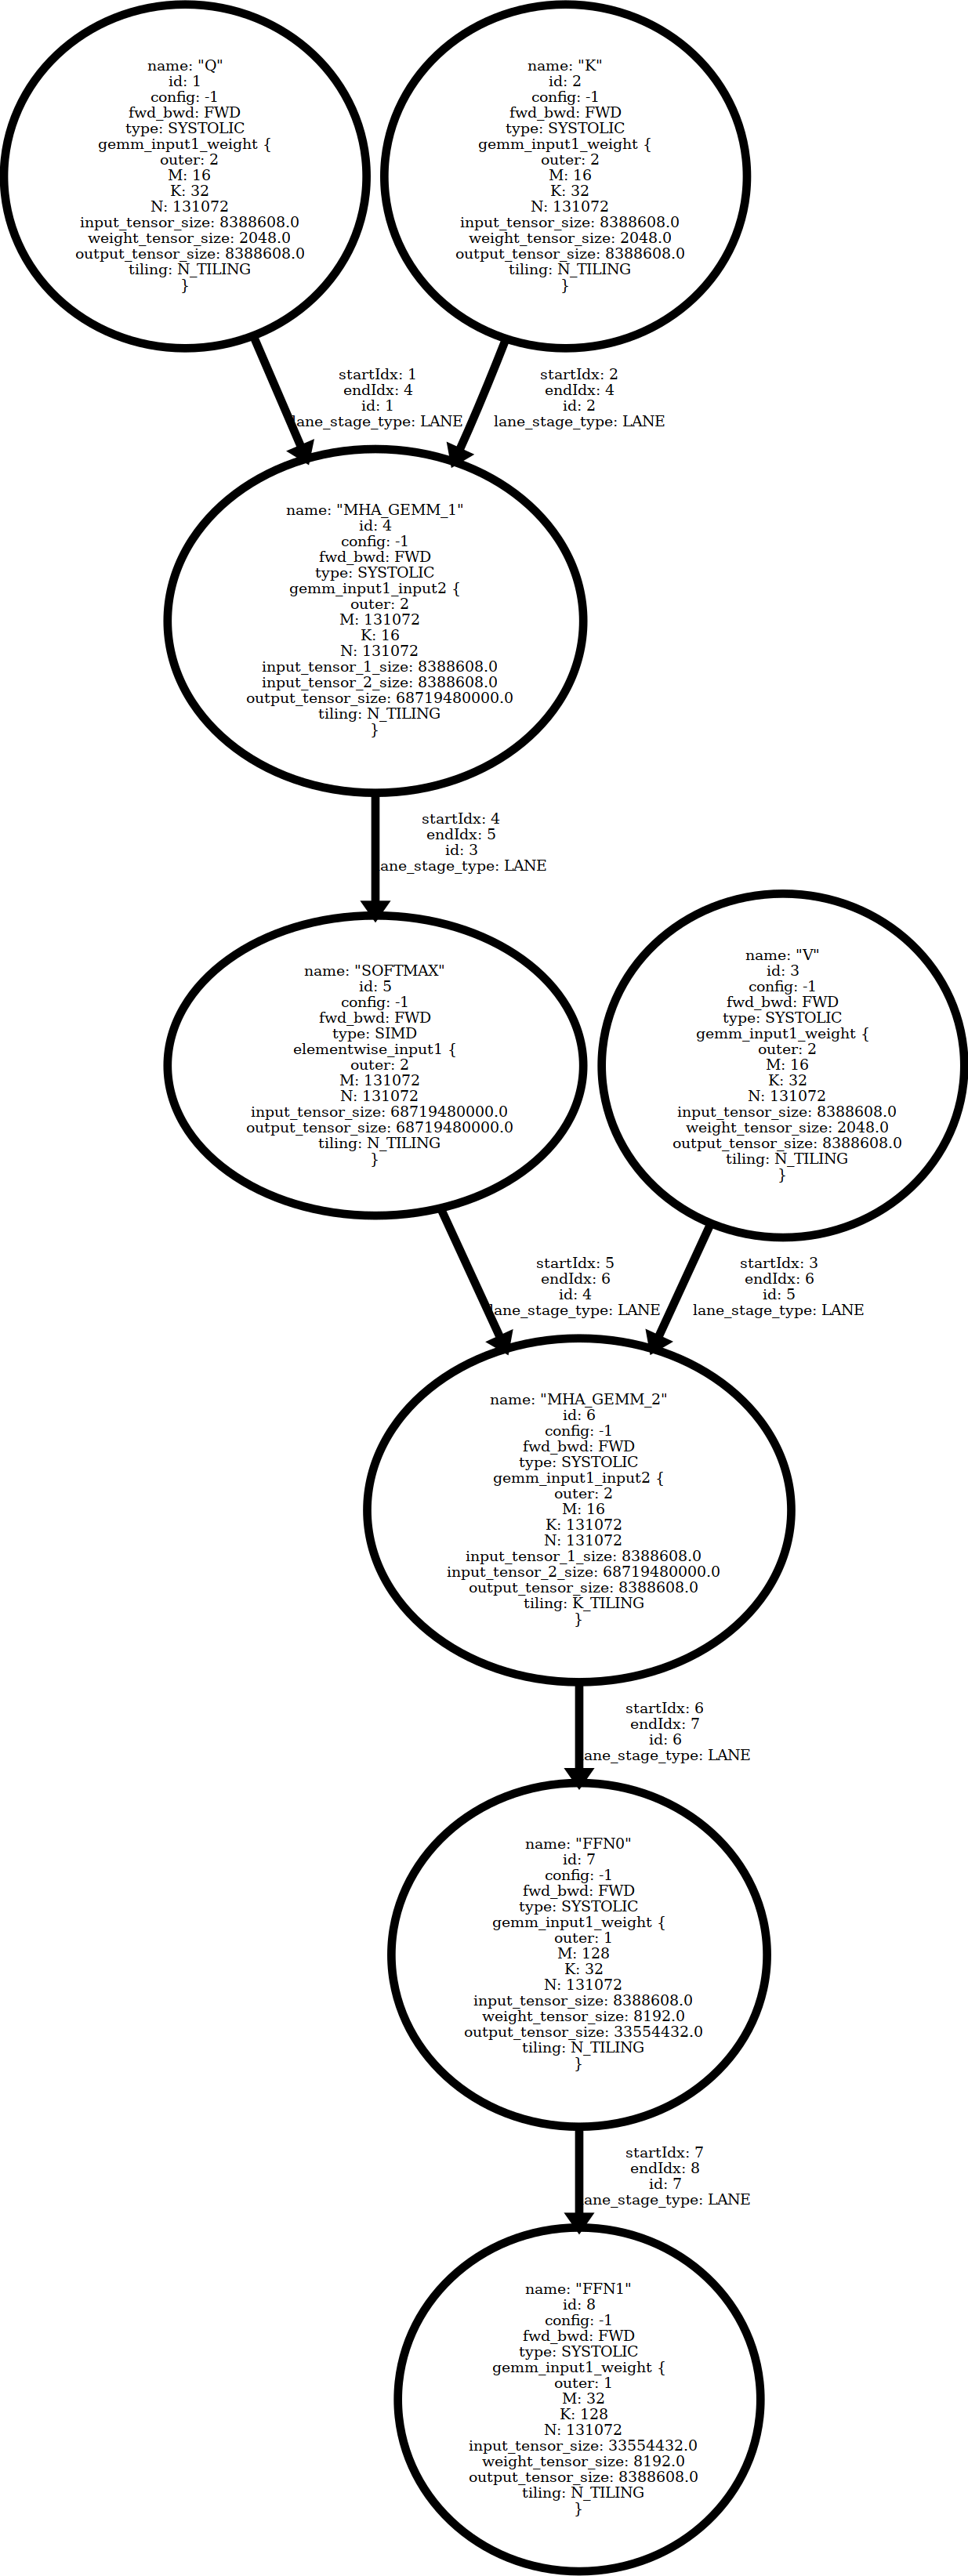 name: "Q"
id: 1
config: -1
fwd_bwd: FWD
type: SYSTOLIC
gemm_input1_weight {
outer: 2
M: 16
K: 32
N: 131072
input_tensor_size: 8388608.0
weight_tensor_size: 2048.0
output_tensor_size: 8388608.0
tiling: N_TILING
}
name: "K"
id: 2
config: -1
fwd_bwd: FWD
type: SYSTOLIC
gemm_input1_weight {
outer: 2
M: 16
K: 32
N: 131072
input_tensor_size: 8388608.0
weight_tensor_size: 2048.0
output_tensor_size: 8388608.0
tiling: N_TILING
}
startIdx: 1
endIdx: 4
id: 1
lane_stage_type: LANE
startIdx: 2
endIdx: 4
id: 2
lane_stage_type: LANE
name: "MHA_GEMM_1"
id: 4
config: -1
fwd_bwd: FWD
type: SYSTOLIC
gemm_input1_input2 {
outer: 2
M: 131072
K: 16
N: 131072
input_tensor_1_size: 8388608.0
input_tensor_2_size: 8388608.0
output_tensor_size: 68719480000.0
tiling: N_TILING
}
startIdx: 4
endIdx: 5
id: 3
lane_stage_type: LANE
name: "SOFTMAX"
id: 5
config: -1
fwd_bwd: FWD
type: SIMD
elementwise_input1 {
outer: 2
M: 131072
N: 131072
input_tensor_size: 68719480000.0
output_tensor_size: 68719480000.0
tiling: N_TILING
}
name: "V"
id: 3
config: -1
fwd_bwd: FWD
type: SYSTOLIC
gemm_input1_weight {
outer: 2
M: 16
K: 32
N: 131072
input_tensor_size: 8388608.0
weight_tensor_size: 2048.0
output_tensor_size: 8388608.0
tiling: N_TILING
}
startIdx: 5
endIdx: 6
id: 4
lane_stage_type: LANE
startIdx: 3
endIdx: 6
id: 5
lane_stage_type: LANE
name: "MHA_GEMM_2"
id: 6
config: -1
fwd_bwd: FWD
type: SYSTOLIC
gemm_input1_input2 {
outer: 2
M: 16
K: 131072
N: 131072
input_tensor_1_size: 8388608.0
input_tensor_2_size: 68719480000.0
output_tensor_size: 8388608.0
tiling: K_TILING
}
startIdx: 6
endIdx: 7
id: 6
lane_stage_type: LANE
name: "FFN0"
id: 7
config: -1
fwd_bwd: FWD
type: SYSTOLIC
gemm_input1_weight {
outer: 1
M: 128
K: 32
N: 131072
input_tensor_size: 8388608.0
weight_tensor_size: 8192.0
output_tensor_size: 33554432.0
tiling: N_TILING
}
startIdx: 7
endIdx: 8
id: 7
lane_stage_type: LANE
name: "FFN1"
id: 8
config: -1
fwd_bwd: FWD
type: SYSTOLIC
gemm_input1_weight {
outer: 1
M: 32
K: 128
N: 131072
input_tensor_size: 33554432.0
weight_tensor_size: 8192.0
output_tensor_size: 8388608.0
tiling: N_TILING
}